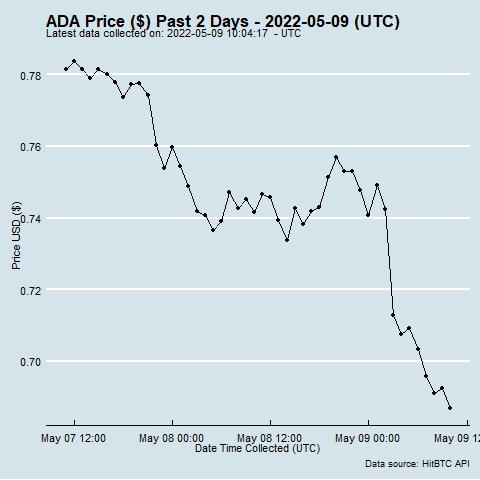 ADA Price ($) Past 2 Days - 2022-05-09 (UTC)
Latest data collected on: 2022-05-09 10:04:17  - UTC
0.78
0.76
0.74
0.72
0.70
Price USD ($)
May 07 12:00
May 08 00:00
May 08 12:00
May 09 00:00
May 09 12
Date Time Collected (UTC)
Data source: HitBTC API